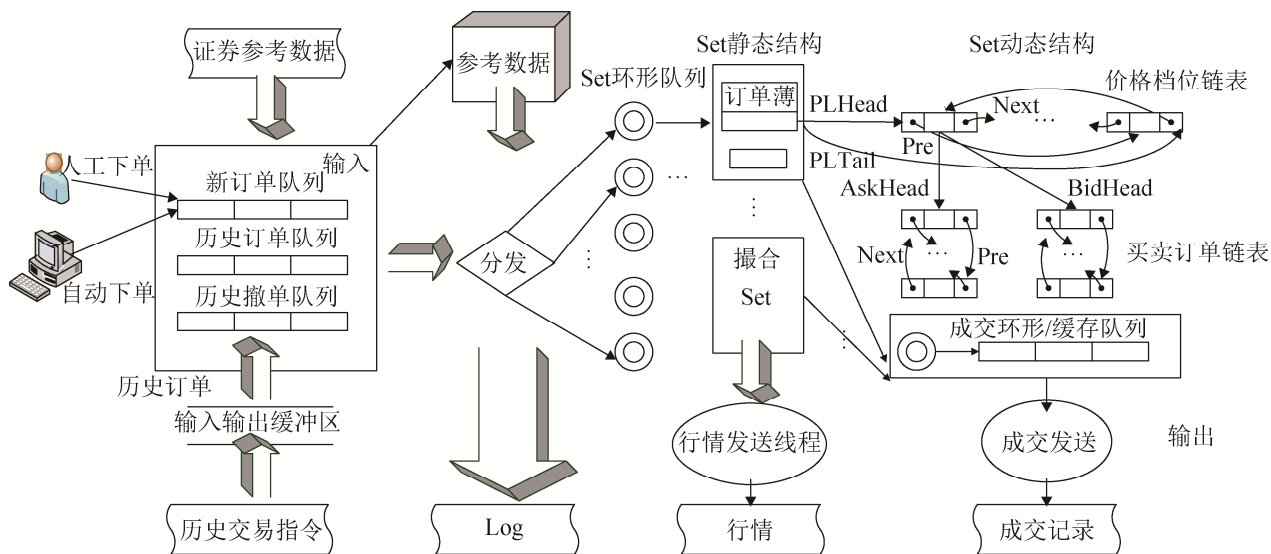 证券参考数据
参考数据
Set静态结构
Set动态结构
Set环形队列
订单薄
PLHead
Next
...
价格档位链表
人工下单
输入
新订单队列
Pre
PLTail
...
AskHead
BidHead
历史订单队列
分发
...
...
撮合
Set
Next
...
Pre
...
买卖订单链表
自动下单
历史撤单队列
成交环形/缓存队列
...
历史订单
输入输出缓冲区
行情发送线程
成交发送
输出
历史交易指令
Log
行情
成交记录